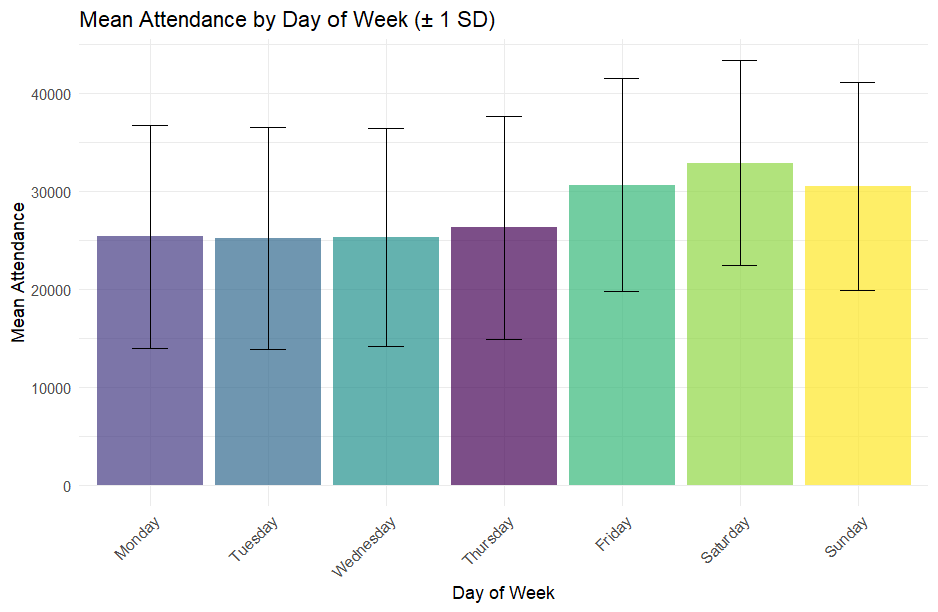 Mean Attendance by Day of Week (± 1 SD)
Mean Attendance
40000
30000
20000
10000
0
Monday
Tuesday
Wednesday
Thursday
Friday
Saturday
Sunday
Day of Week